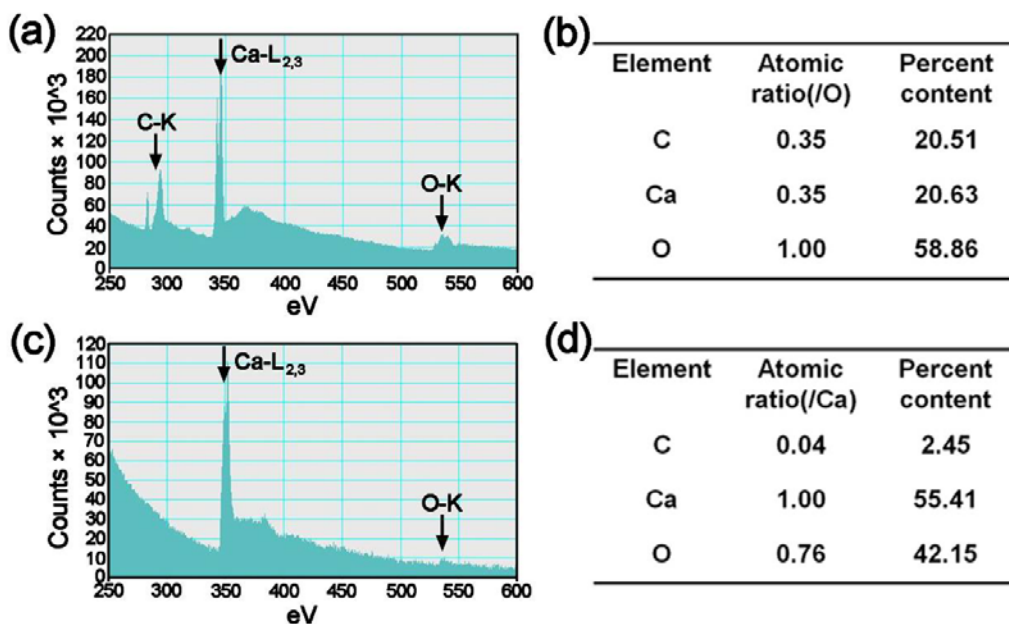 (a)
Counts × 10^3
220
200
180
160
140
120
100
80
60
40
20
0
C-K
Ca-L2,3
O-K
250 300 350 400 450 500 550 600
eV
(b)
Element Atomic ratio(/O) Percent content
C 0.35 20.51
Ca 0.35 20.63
O 1.00 58.86
(c)
Counts × 10^3
120
110
100
90
80
70
60
50
40
30
20
10
0
Ca-L2,3
O-K
250 300 350 400 450 500 550 600
eV
(d)
Element Atomic ratio(/Ca) Percent content
C 0.04 2.45
Ca 1.00 55.41
O 0.76 42.15